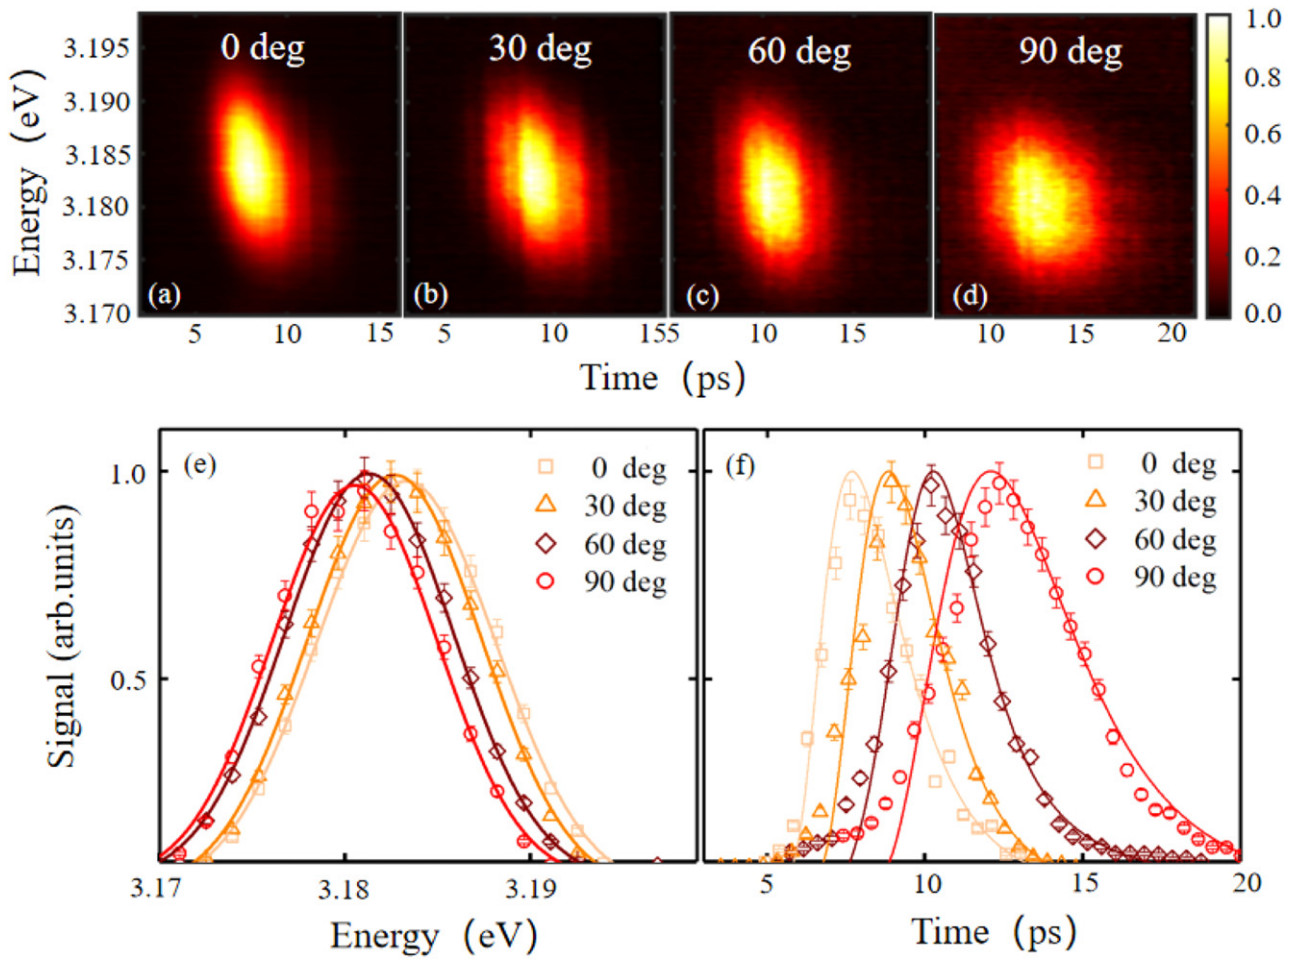 0 deg 30 deg 60 deg 90 deg
3.195
3.190
3.185
3.180
3.175
3.170
Energy (eV)
(a) (b) (c) (d)
1.0
0.8
0.6
0.4
0.2
0.0
5 10 15 5 10 155 10 15 10 15 20
Time (ps)
(e)
0 deg
30 deg
60 deg
90 deg
(f)
0 deg
30 deg
60 deg
90 deg
1.0
0.5
Signal (arb.units)
3.17 3.18 3.19
5 10 15 20
Energy (eV)
Time (ps)